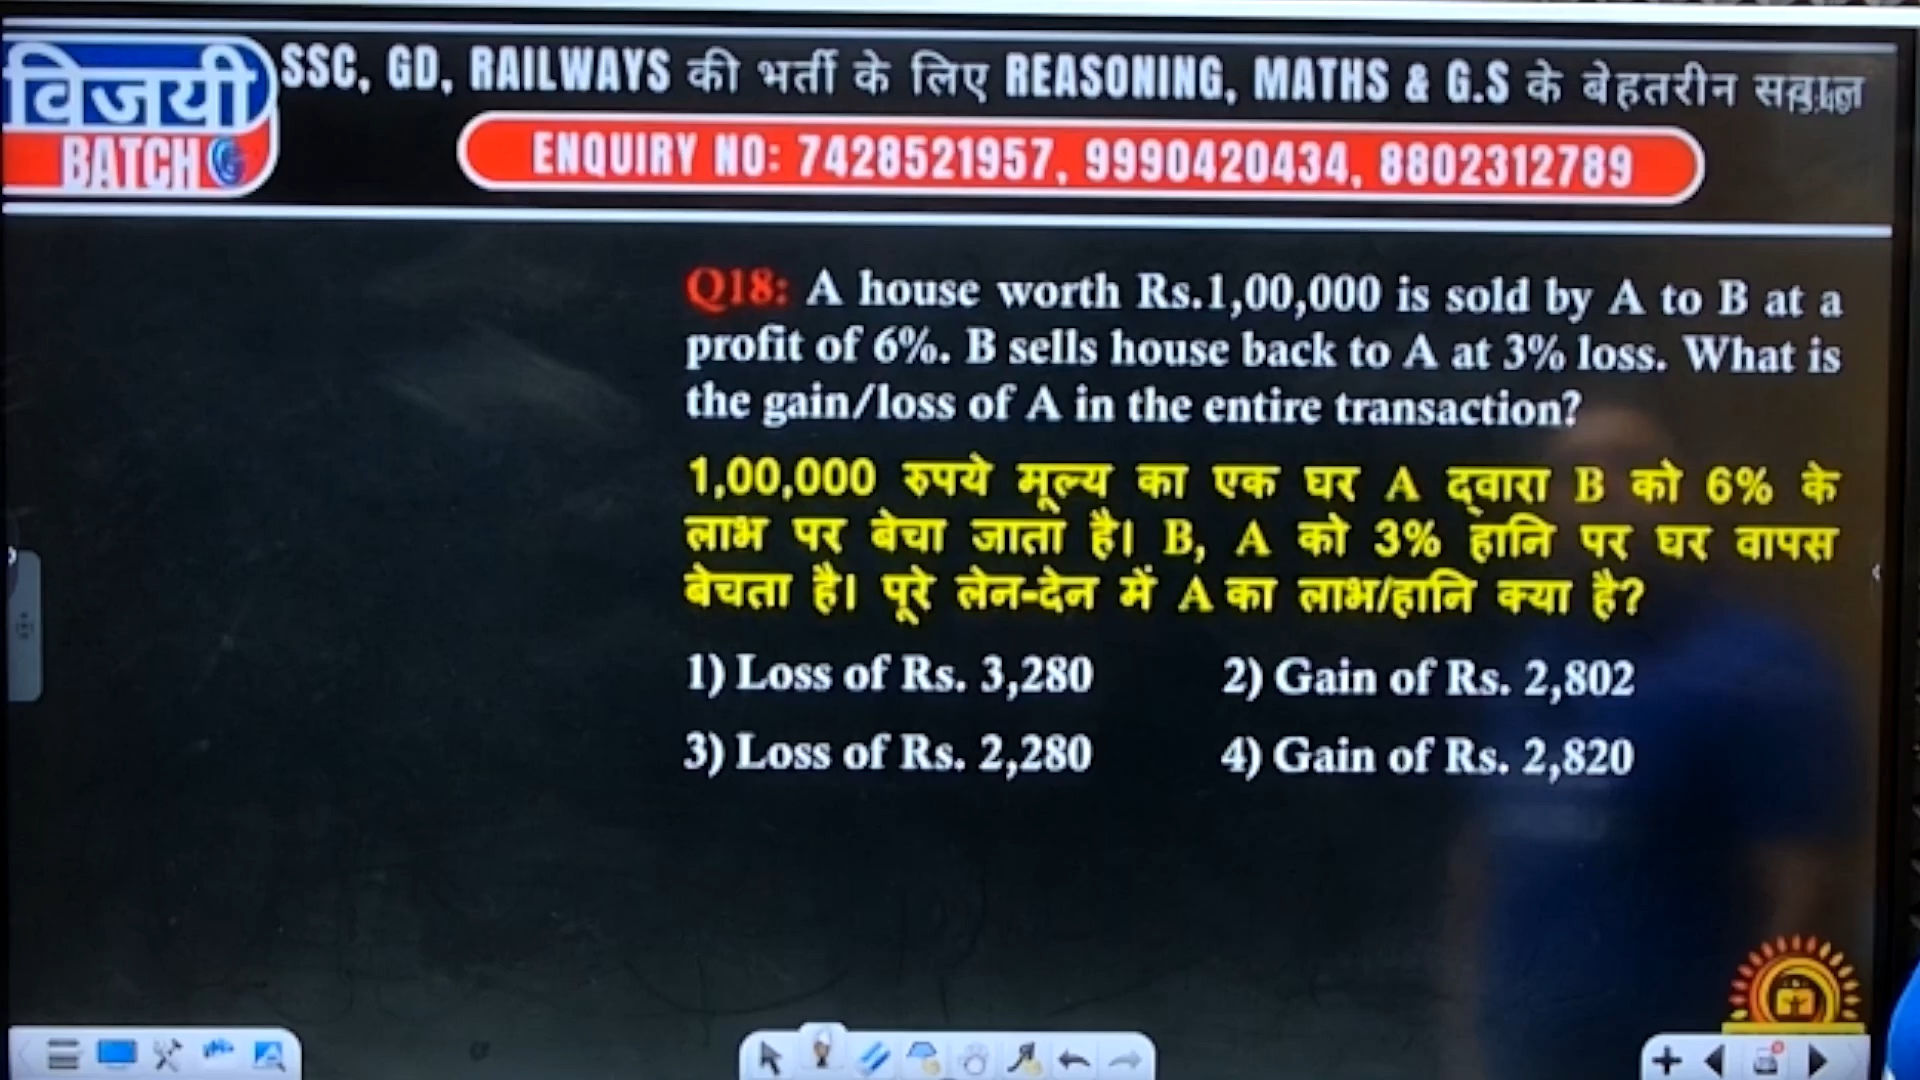 विजयी
BATCH
SSC, GD, RAILWAYS की भर्ती के लिए REASONING, MATHS & G.S के बेहतरीन सवाल
ENQUIRY NO: 7428521957, 9990420434, 8802312789
Q18: A house worth Rs.1,00,000 is sold by A to B at a
profit of 6%. B sells house back to A at 3% loss. What is
the gain/loss of A in the entire transaction?
1,00,000 रुपये मूल्य का एक घर A द्वारा B को 6% के
लाभ पर बेचा जाता है। B, A को 3% हानि पर घर वापस
बेचता है। पूरे लेन-देन में A का लाभ/हानि क्या है?
1) Loss of Rs. 3,280
2) Gain of Rs. 2,802
3) Loss of Rs. 2,280
4) Gain of Rs. 2,820